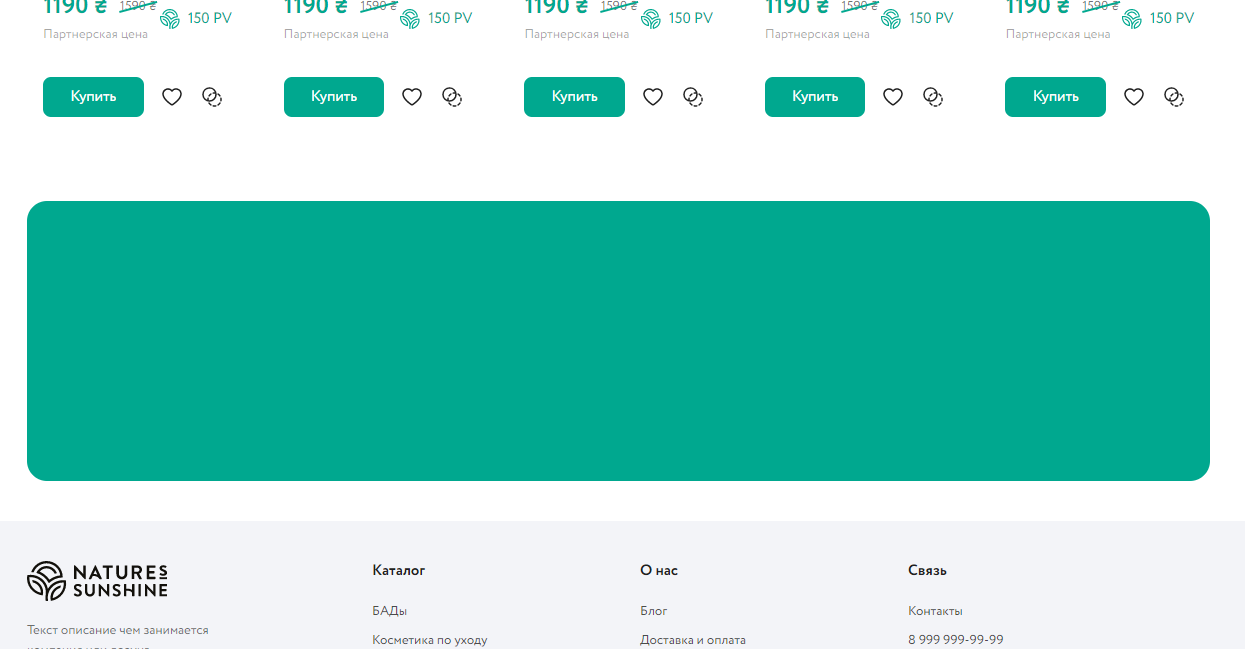 1190 ₴ 1590 ₴ 150 PV 1190 ₴ 1590 ₴ 150 PV 1190 ₴ 1590 ₴ 150 PV 1190 ₴ 1590 ₴ 150 PV 1190 ₴ 1590 ₴ 150 PV
Партнерская цена Партнерская цена Партнерская цена Партнерская цена Партнерская цена
Купить Купить Купить Купить Купить
NATURES
SUNSHINE
Каталог О нас Связь
БАДы Блог Контакты
Текст описание чем занимается
Косметика по уходу Доставка и оплата 8 999 999-99-99